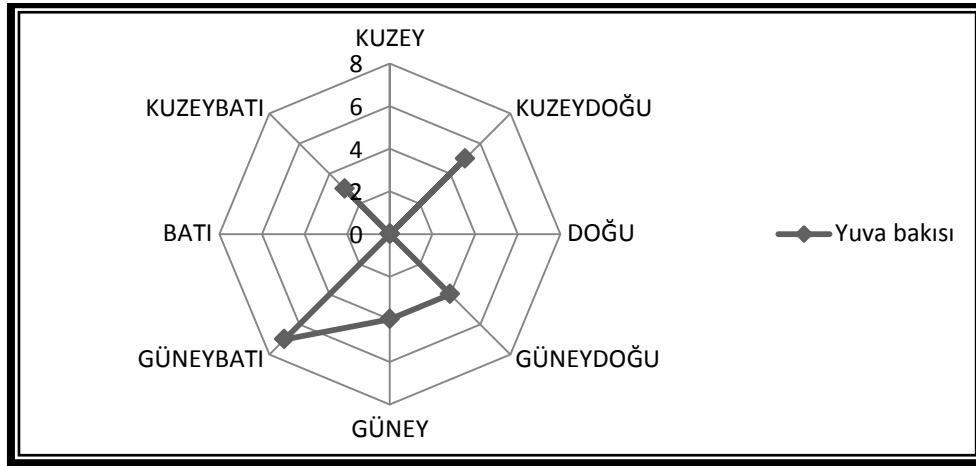 KUZEY
8
KUZEYBATI
KUZEYDOĞU
6
4
2
BATI
0
DOĞU
Yuva bakısı
GÜNEYBATI
GÜNEYDOĞU
GÜNEY